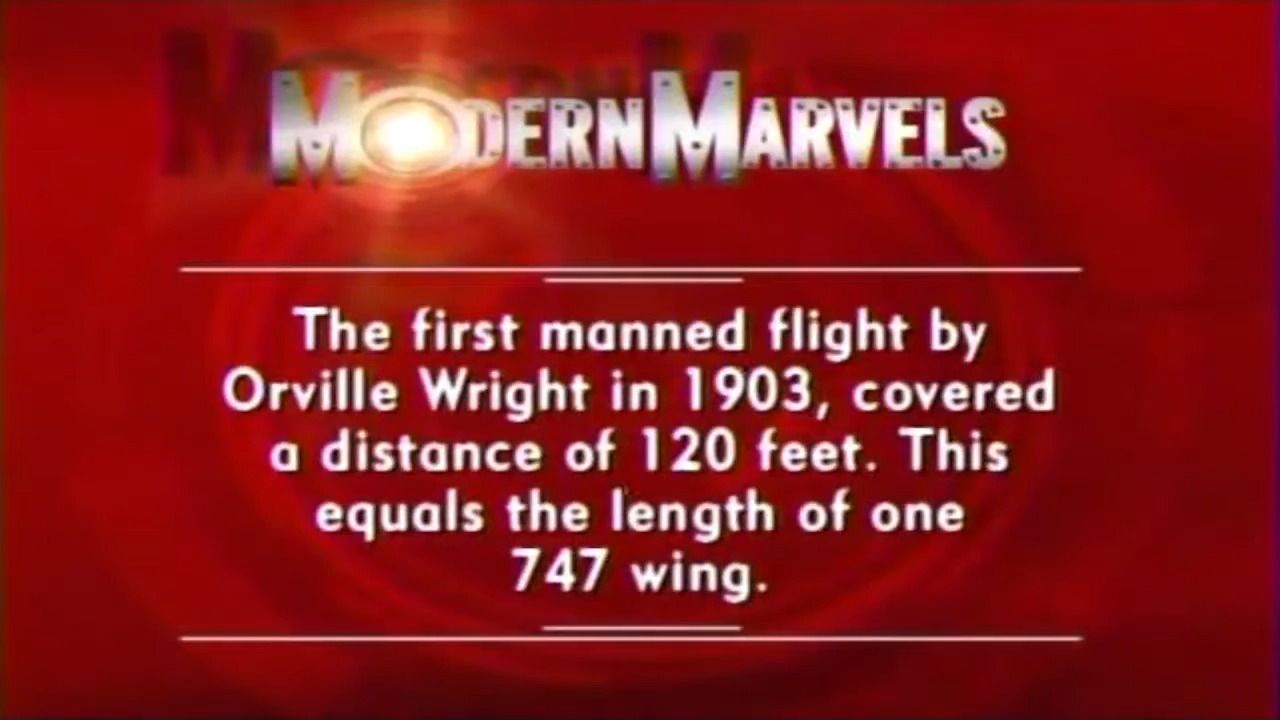 MODERN MARVELS
The first manned flight by
Orville Wright in 1903, covered
a distance of 120 feet. This
equals the length of one
747 wing.